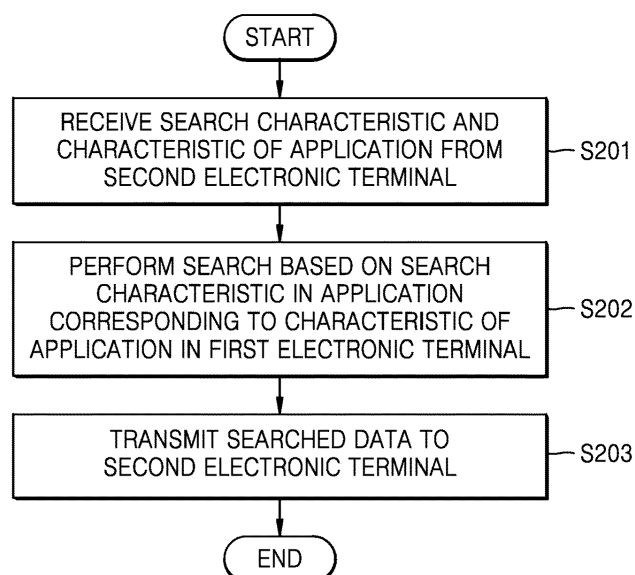 START
RECEIVE SEARCH CHARACTERISTIC AND
CHARACTERISTIC OF APPLICATION FROM
SECOND ELECTRONIC TERMINAL
S201
PERFORM SEARCH BASED ON SEARCH
CHARACTERISTIC IN APPLICATION
CORRESPONDING TO CHARACTERISTIC OF
APPLICATION IN FIRST ELECTRONIC TERMINAL
S202
TRANSMIT SEARCHED DATA TO
SECOND ELECTRONIC TERMINAL
S203
END